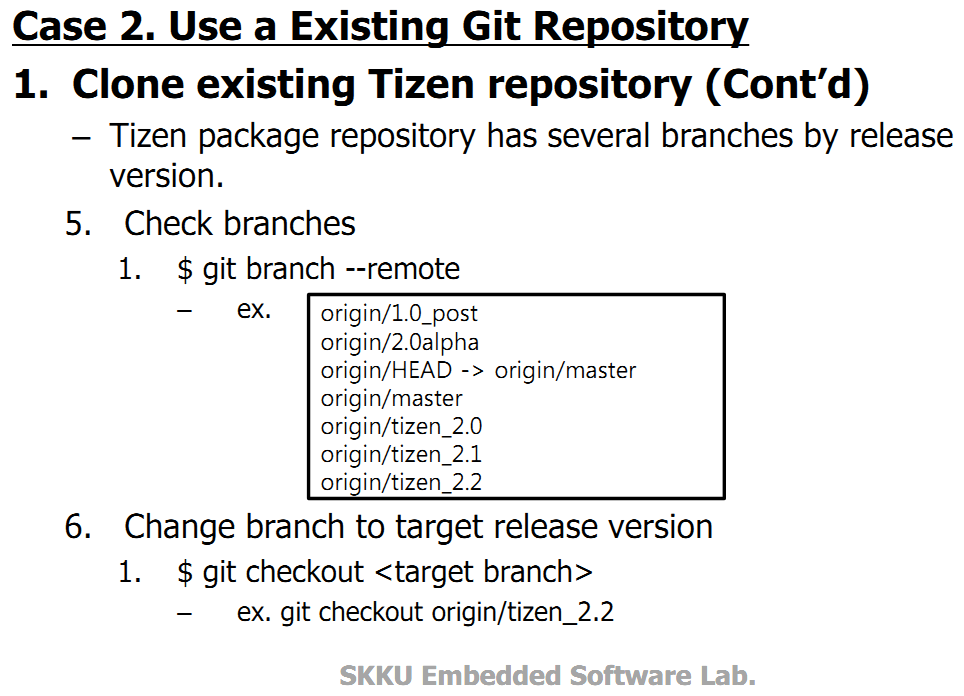 Case 2. Use a Existing Git Repository
1. Clone existing Tizen repository (Cont’d)
– Tizen package repository has several branches by release
version.
5. Check branches
1. $ git branch --remote
– ex.
origin/1.0_post
origin/2.0alpha
origin/HEAD -> origin/master
origin/master
origin/tizen_2.0
origin/tizen_2.1
origin/tizen_2.2
6. Change branch to target release version
1. $ git checkout <target branch>
– ex. git checkout origin/tizen_2.2
SKKU Embedded Software Lab.